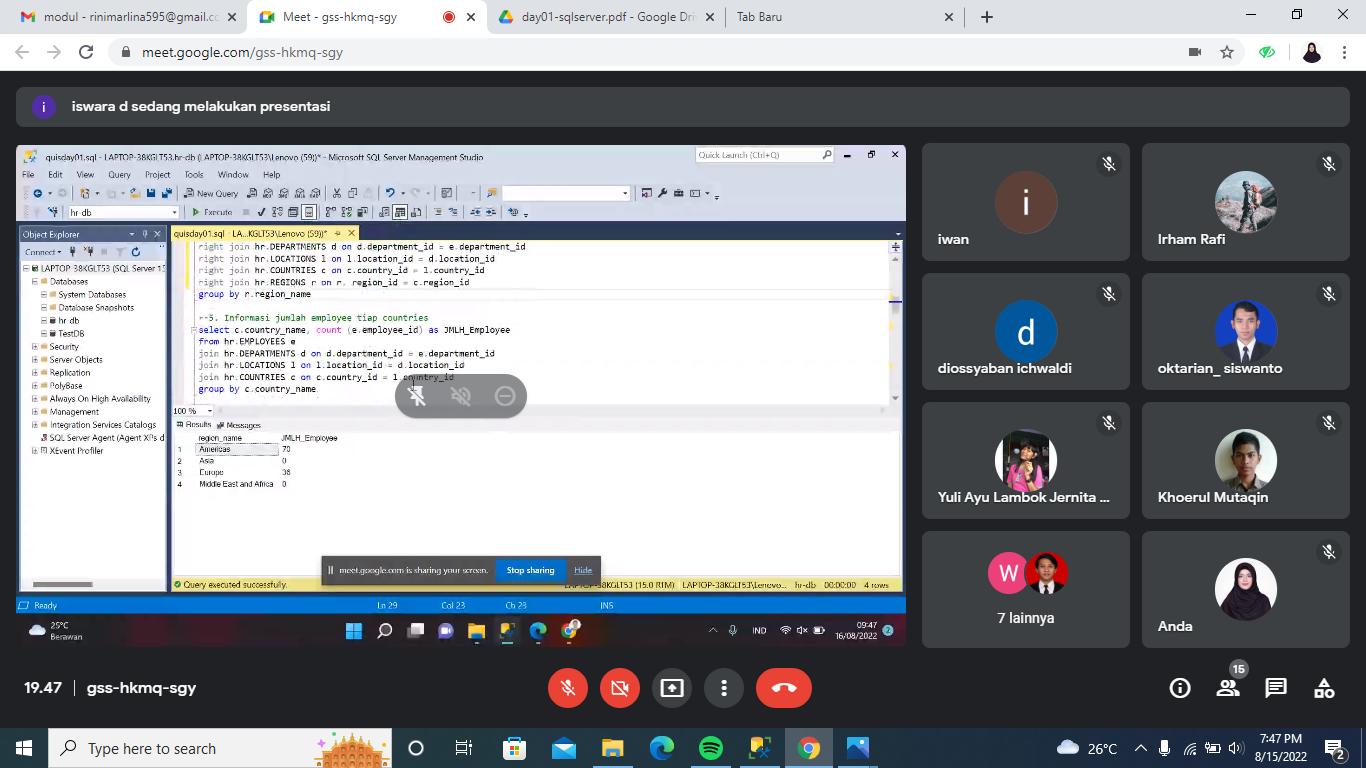 modul - rinimarlina595@gmail.co
Meet - gss-hkmq-sgy
day01-sqlserver.pdf - Google Dri
Tab Baru
meet.google.com/gss-hkmq-sgy
i
iswara d sedang melakukan presentasi
quisday01.sql - LAPTOP-38KGLT53.hr-db (LAPTOP-38KGLT53\Lenovo (59))* - Microsoft SQL Server Management Studio
Quick Launch (Ctrl+Q)
File Edit View Query Project Tools Window Help
New Query
hr-db
Execute
Object Explorer
quisday01.sql - LA...KGLT53\Lenovo (59))*
Connect
LAPTOP-38KGLT53 (SQL Server 15
Databases
System Databases
Database Snapshots
hr-db
TestDB
Security
Server Objects
Replication
PolyBase
Always On High Availability
Management
Integration Services Catalogs
SQL Server Agent (Agent XPs d
XEvent Profiler
right join hr.DEPARTMENTS d on d.department_id = e.department_id
right join hr.LOCATIONS l on l.location_id = d.location_id
right join hr.COUNTRIES c on c.country_id = l.country_id
right join hr.REGIONS r on r. region_id = c.region_id
group by r.region_name
--5. Informasi jumlah employee tiap countries
select c.country_name, count (e.employee_id) as JMLH_Employee
from hr.EMPLOYEES e
join hr.DEPARTMENTS d on d.department_id = e.department_id
join hr.LOCATIONS l on l.location_id = d.location_id
join hr.COUNTRIES c on c.country_id = l.country_id
group by c.country_name
100 %
Results Messages
region_name JMLH_Employee
1 Americas 70
2 Asia 0
3 Europe 36
4 Middle East and Africa 0
meet.google.com is sharing your screen.
Stop sharing
Hide
Query executed successfully.
LAPTOP-38KGLT53 (15.0 RTM) LAPTOP-38KGLT53\Lenovo... hr-db 00:00:00 4 rows
Ready
Ln 29 Col 23 Ch 23 INS
25°C
Berawan
IND
09:47
16/08/2022
2
i
iwan
Irham Rafi
d
diossyaban ichwaldi
oktarian_ siswanto
Yuli Ayu Lambok Jernita ...
Khoerul Mutaqin
W
7 lainnya
Anda
19.47 gss-hkmq-sgy
15
Type here to search
26°C
7:47 PM
8/15/2022
2